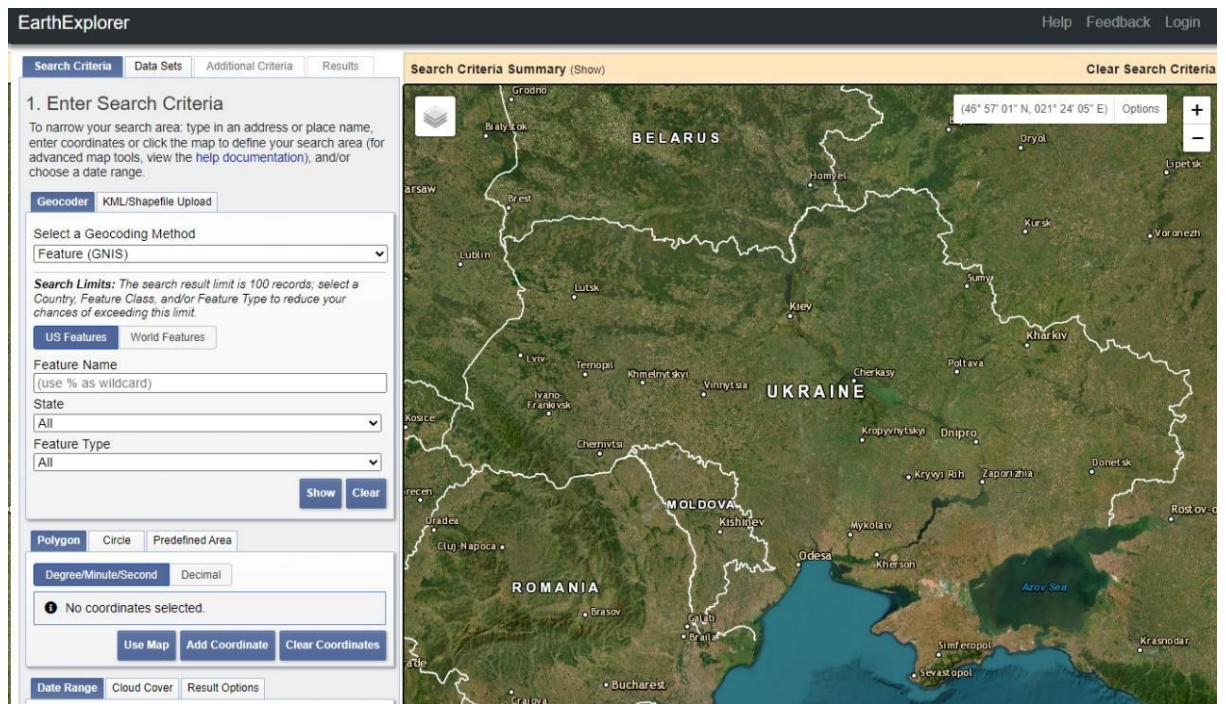 EarthExplorer
Help Feedback Login
Search Criteria Data Sets Additional Criteria Results
1. Enter Search Criteria
To narrow your search area: type in an address or place name,
enter coordinates or click the map to define your search area (for
advanced map tools, view the help documentation), and/or
choose a date range.
Geocoder KML/Shapefile Upload
Select a Geocoding Method
Feature (GNIS)
Search Limits: The search result limit is 100 records; select a
Country, Feature Class, and/or Feature Type to reduce your
chances of exceeding this limit.
US Features World Features
Feature Name
(use % as wildcard)
State
All
Feature Type
All
Show Clear
Polygon Circle Predefined Area
Degree/Minute/Second Decimal
No coordinates selected.
Use Map Add Coordinate Clear Coordinates
Date Range Cloud Cover Result Options
Search Criteria Summary (Show)
Clear Search Criteria
(46° 57' 01" N, 021° 24' 05" E) Options
+
−
Grodno
Bialystok
BELARUS
Oryol
Lipetsk
Homyel
arsaw
Brest
Kursk
Voronezh
Lublin
Sumy
Lutsk
Kiev
Kharkiv
Lviv
Ternopil
Khmelnytskyi
Vinnytsia
Cherkasy
Poltava
UKRAINE
Ivano-
Frankivsk
Kosice
Chernivtsi
Kropyvnytskyi
Dnipro
Donetsk
Kryvyi Rih
Zaporizhia
recen
MOLDOVA
Kishinev
Rostov-o
Oradea
Mykolaiv
Cluj-Napoca
Odesa
Kherson
ROMANIA
Azov Sea
Brasov
Galati
Braila
Simferopol
Krasnodar
ade
Sevastopol
Bucharest
Craiova